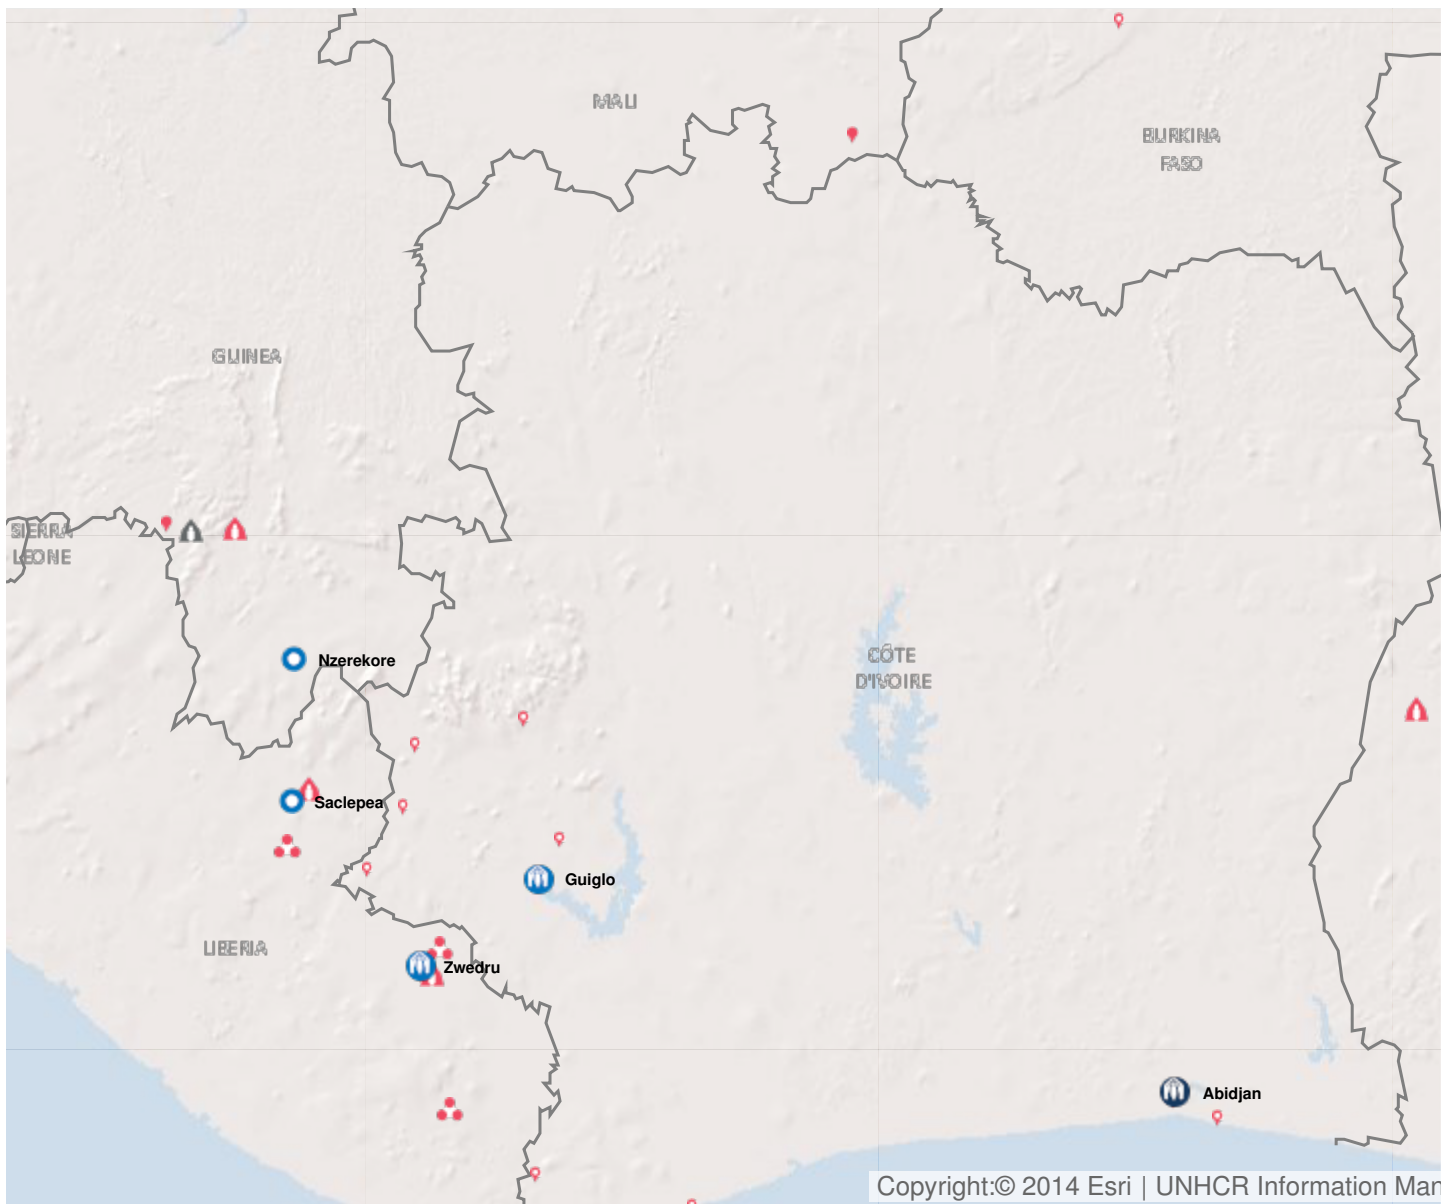 MALI
BURKINA
FASO
GUINEA
SIERRA
LEONE
Nzerekore
CÔTE
D'IVOIRE
Saclepea
Guiglo
LIBERIA
Zwedru
Abidjan
Copyright:© 2014 Esri | UNHCR Information Man